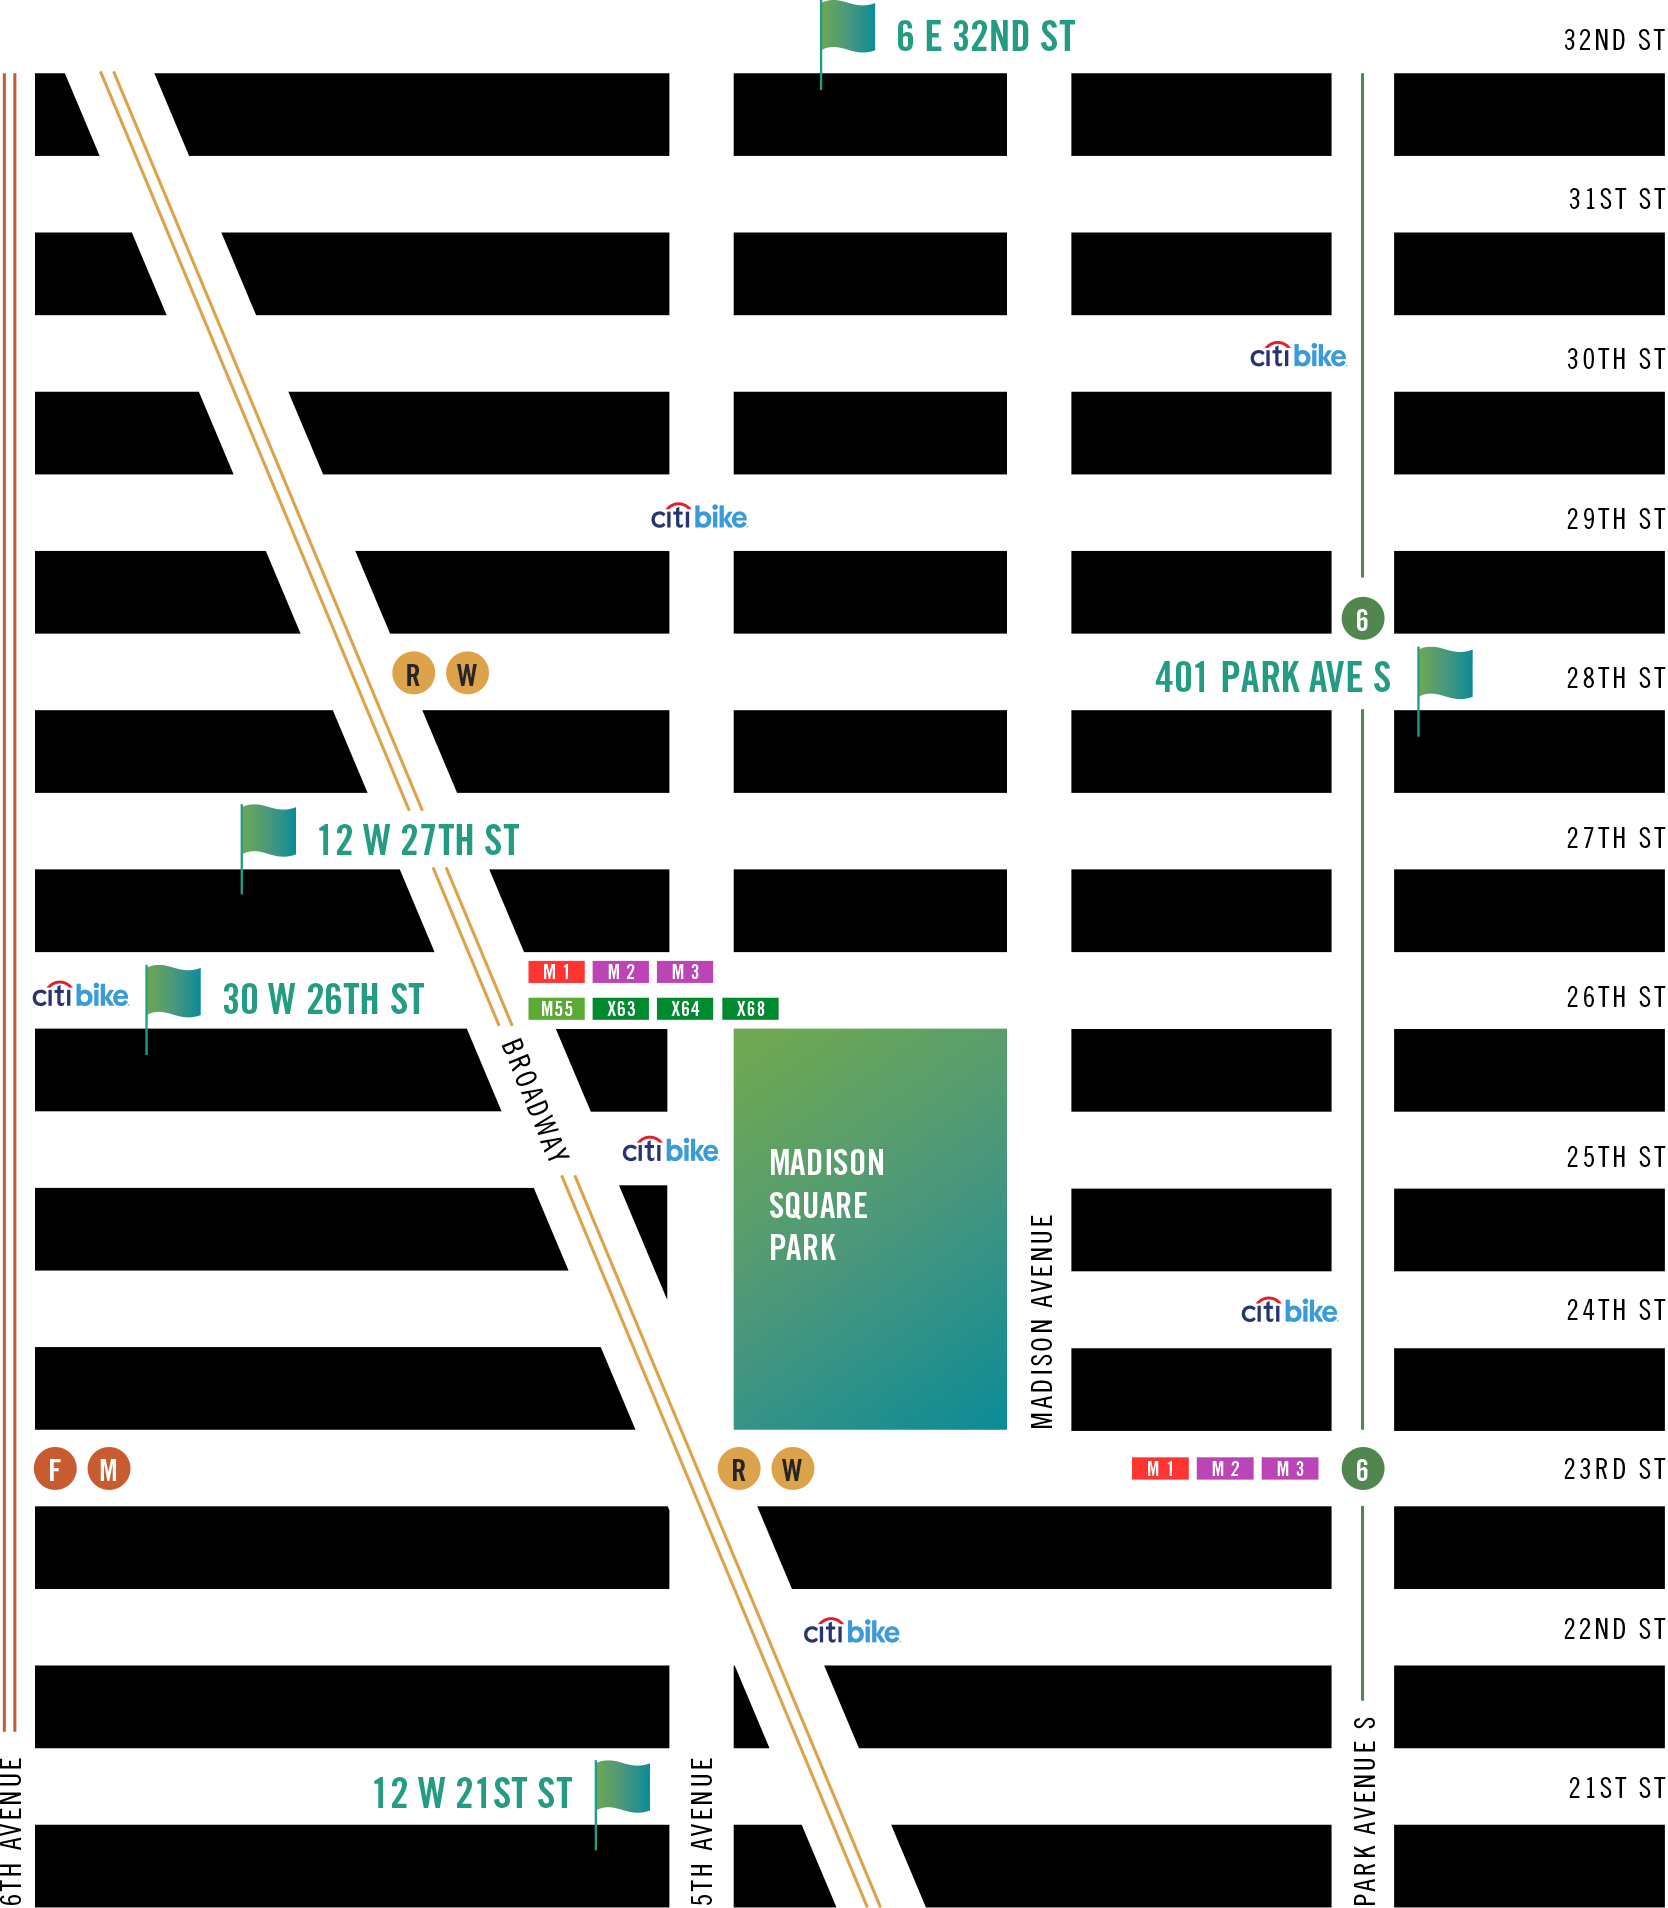 6 E 32ND ST
32ND ST
31ST ST
citi bike
30TH ST
citi bike
29TH ST
6
R W
401 PARK AVE S
28TH ST
12 W 27TH ST
27TH ST
citi bike
30 W 26TH ST
M 1 M 2 M 3
M55 X63 X64 X68
26TH ST
BROADWAY
citi bike
MADISON
SQUARE
PARK
25TH ST
MADISON AVENUE
citi bike
24TH ST
F M
R W
M 1 M 2 M 3
6
23RD ST
citi bike
22ND ST
6TH AVENUE
12 W 21ST ST
5TH AVENUE
PARK AVENUE S
21ST ST